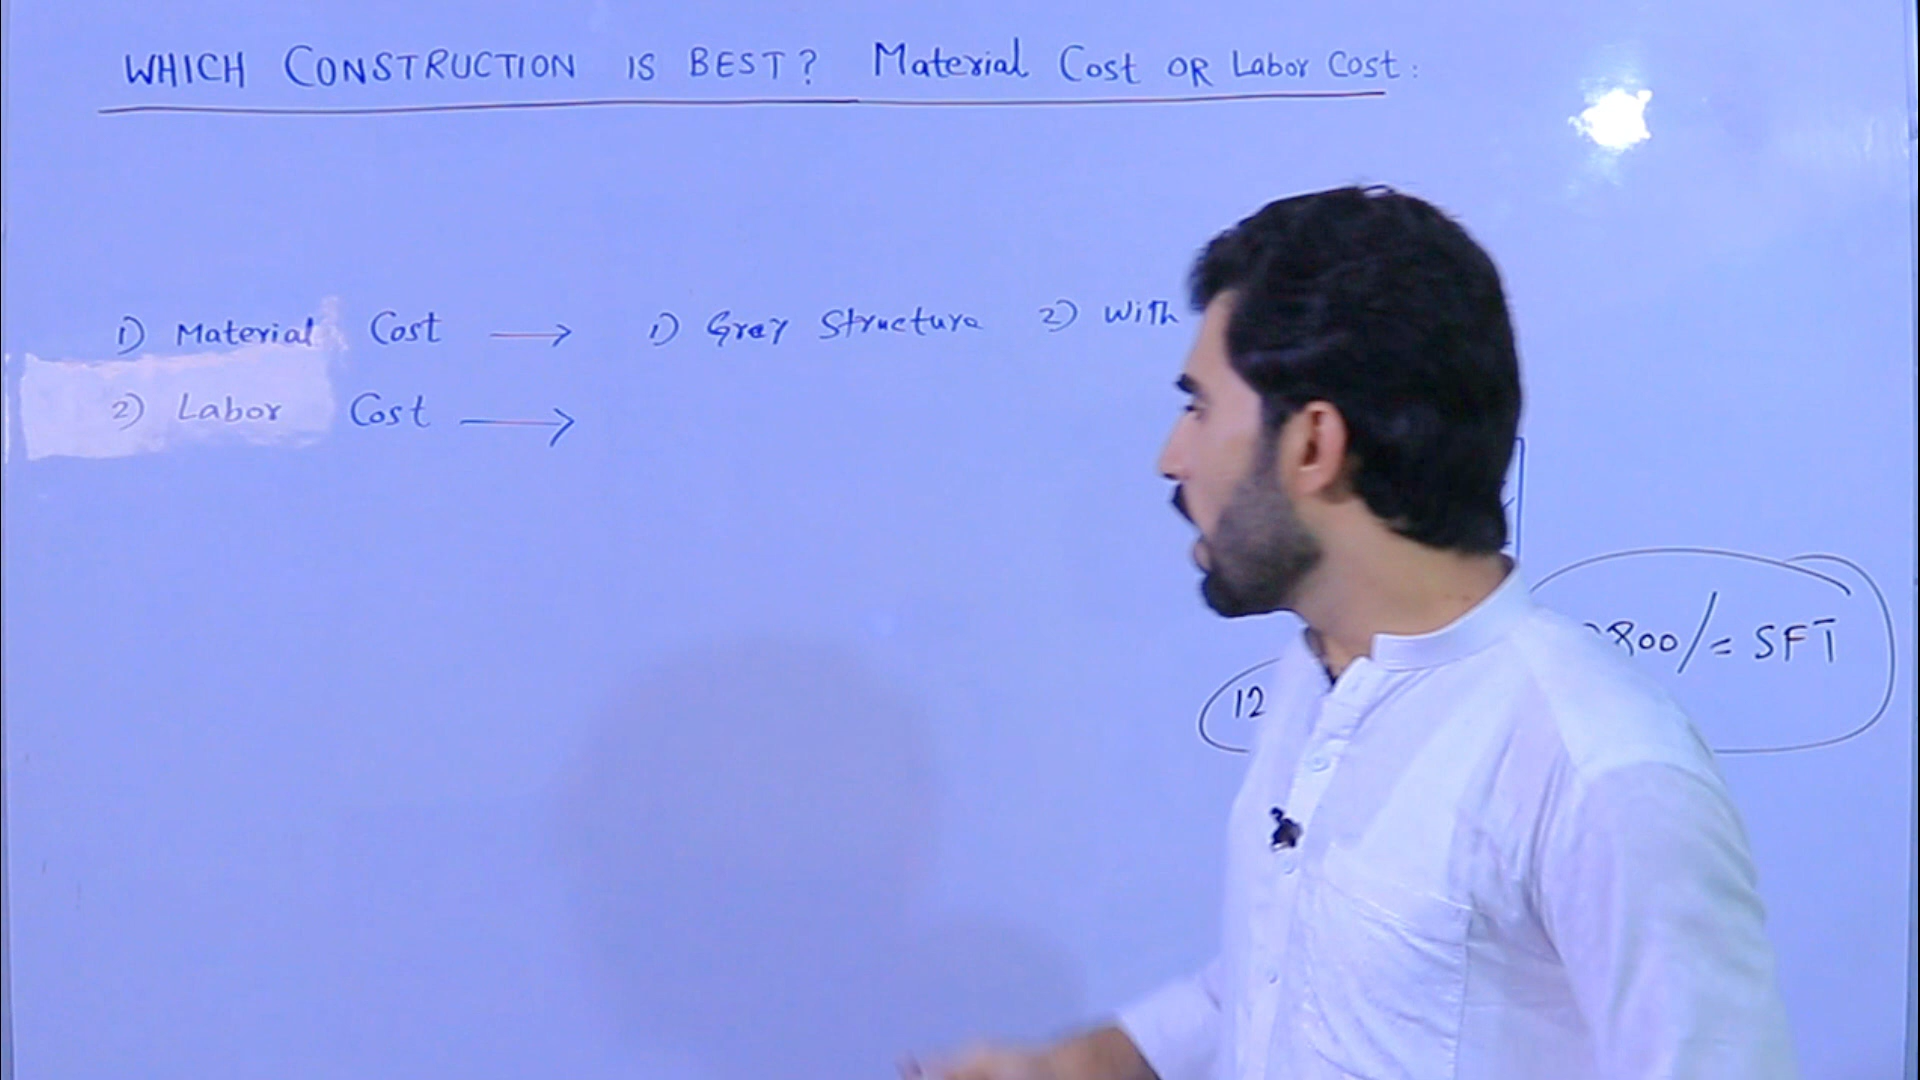 WHICH CONSTRUCTION IS BEST? Material Cost OR Labor Cost:
1) Material Cost → 1) Grey Structure 2) With
2) Labor Cost →
800/= SFT
12